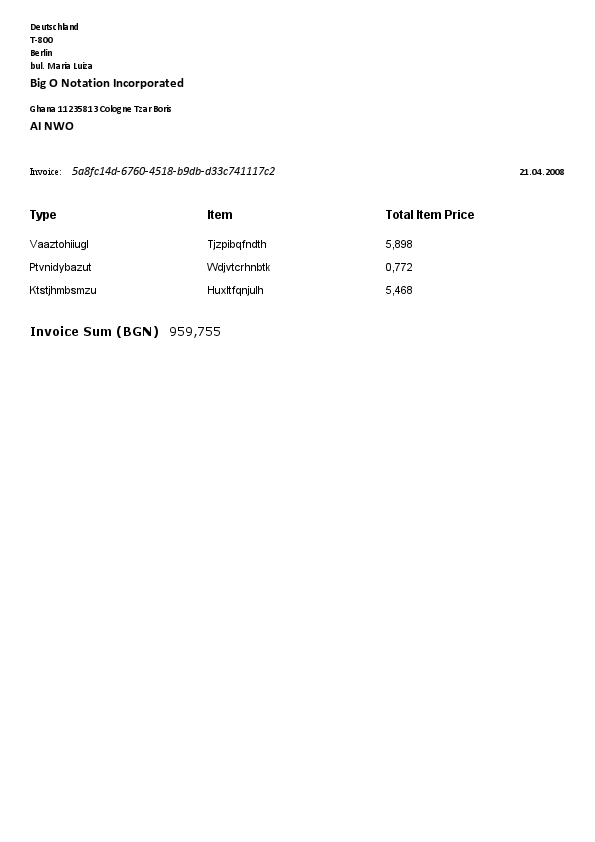 Deutschland
T-800
Berlin
bul. Maria Luiza
Big O Notation Incorporated
Ghana 11235813 Cologne Tzar Boris
AI NWO
Invoice: 5a8fc14d-6760-4518-b9db-d33c741117c2 21.04.2008
Type Item Total Item Price
Vaaztohiiugl Tjzpibqfndth 5,898
Ptvnidybazut Wdjvtcrhnbtk 0,772
Ktstjhmbsmzu Huxltfqnjulh 5,468
Invoice Sum (BGN) 959,755